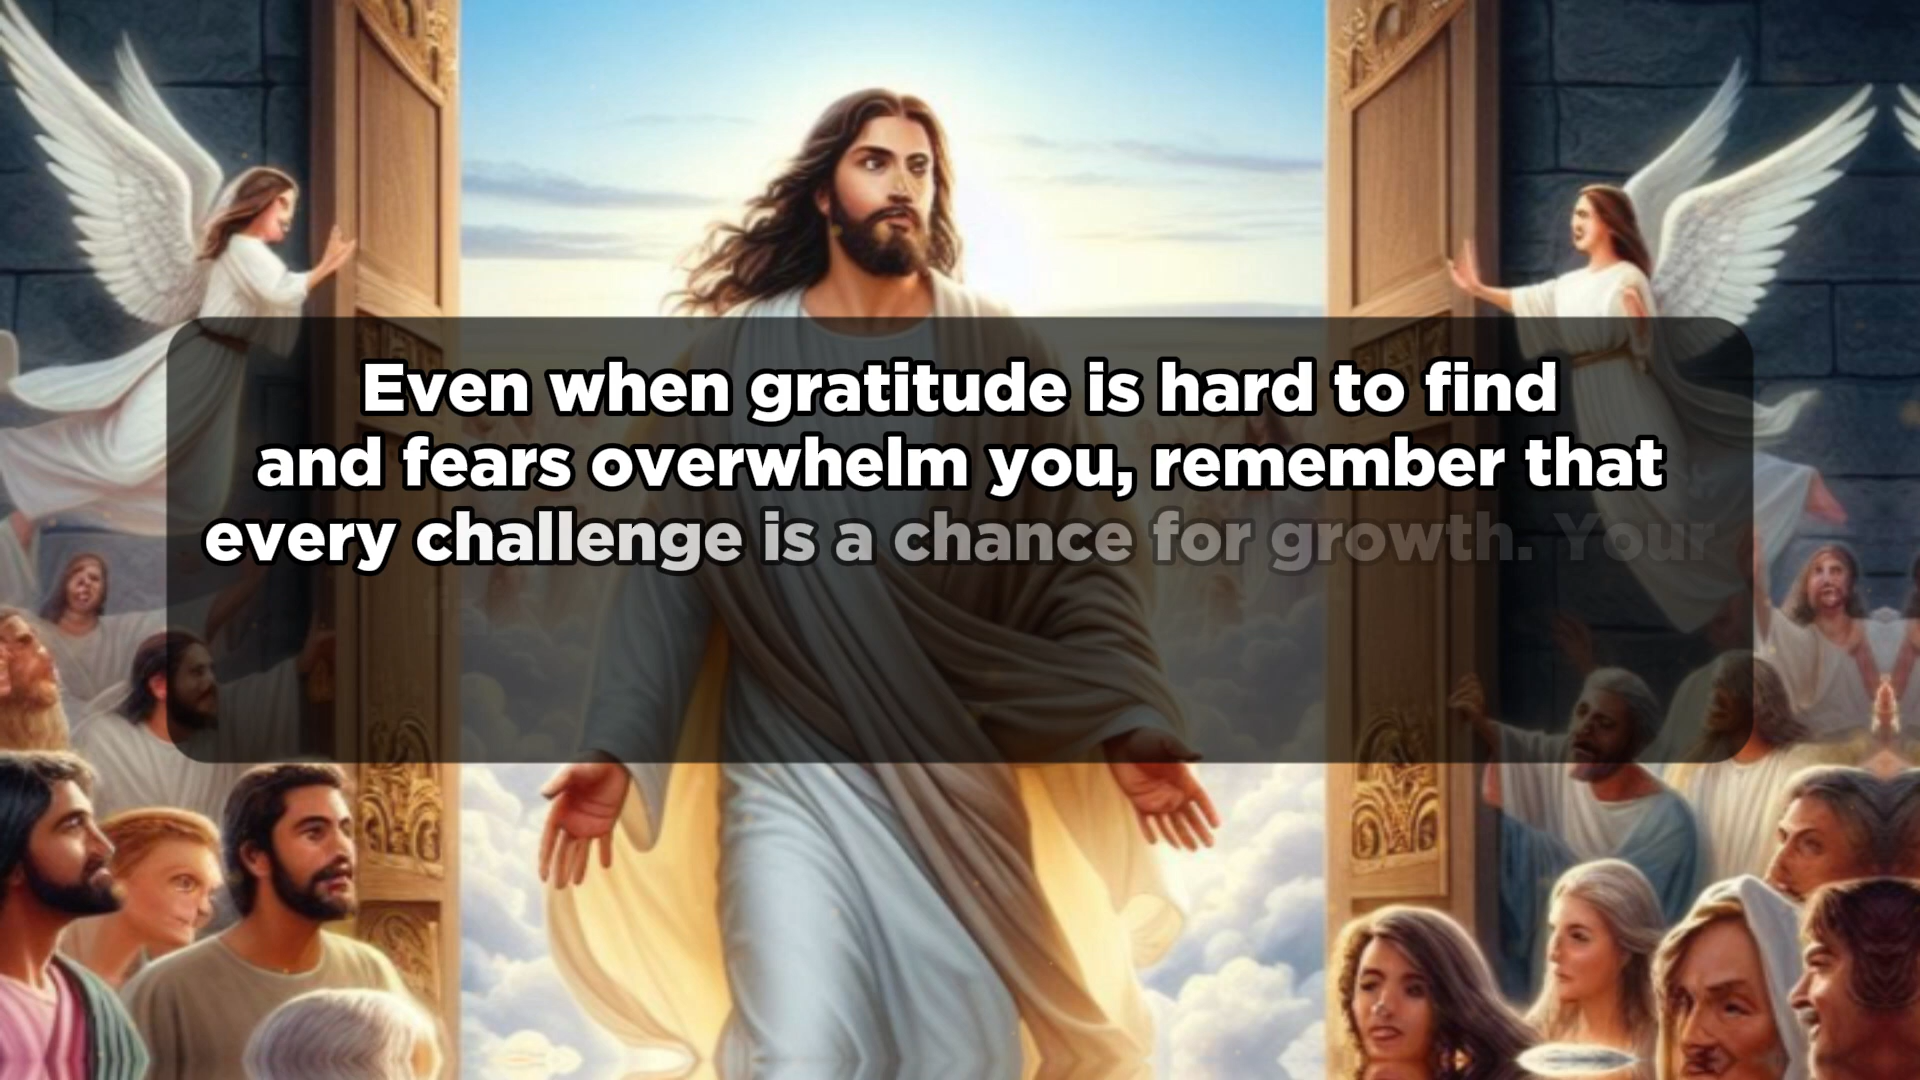 Even when gratitude is hard to find
and fears overwhelm you, remember that
every challenge is a chance for growth. Your